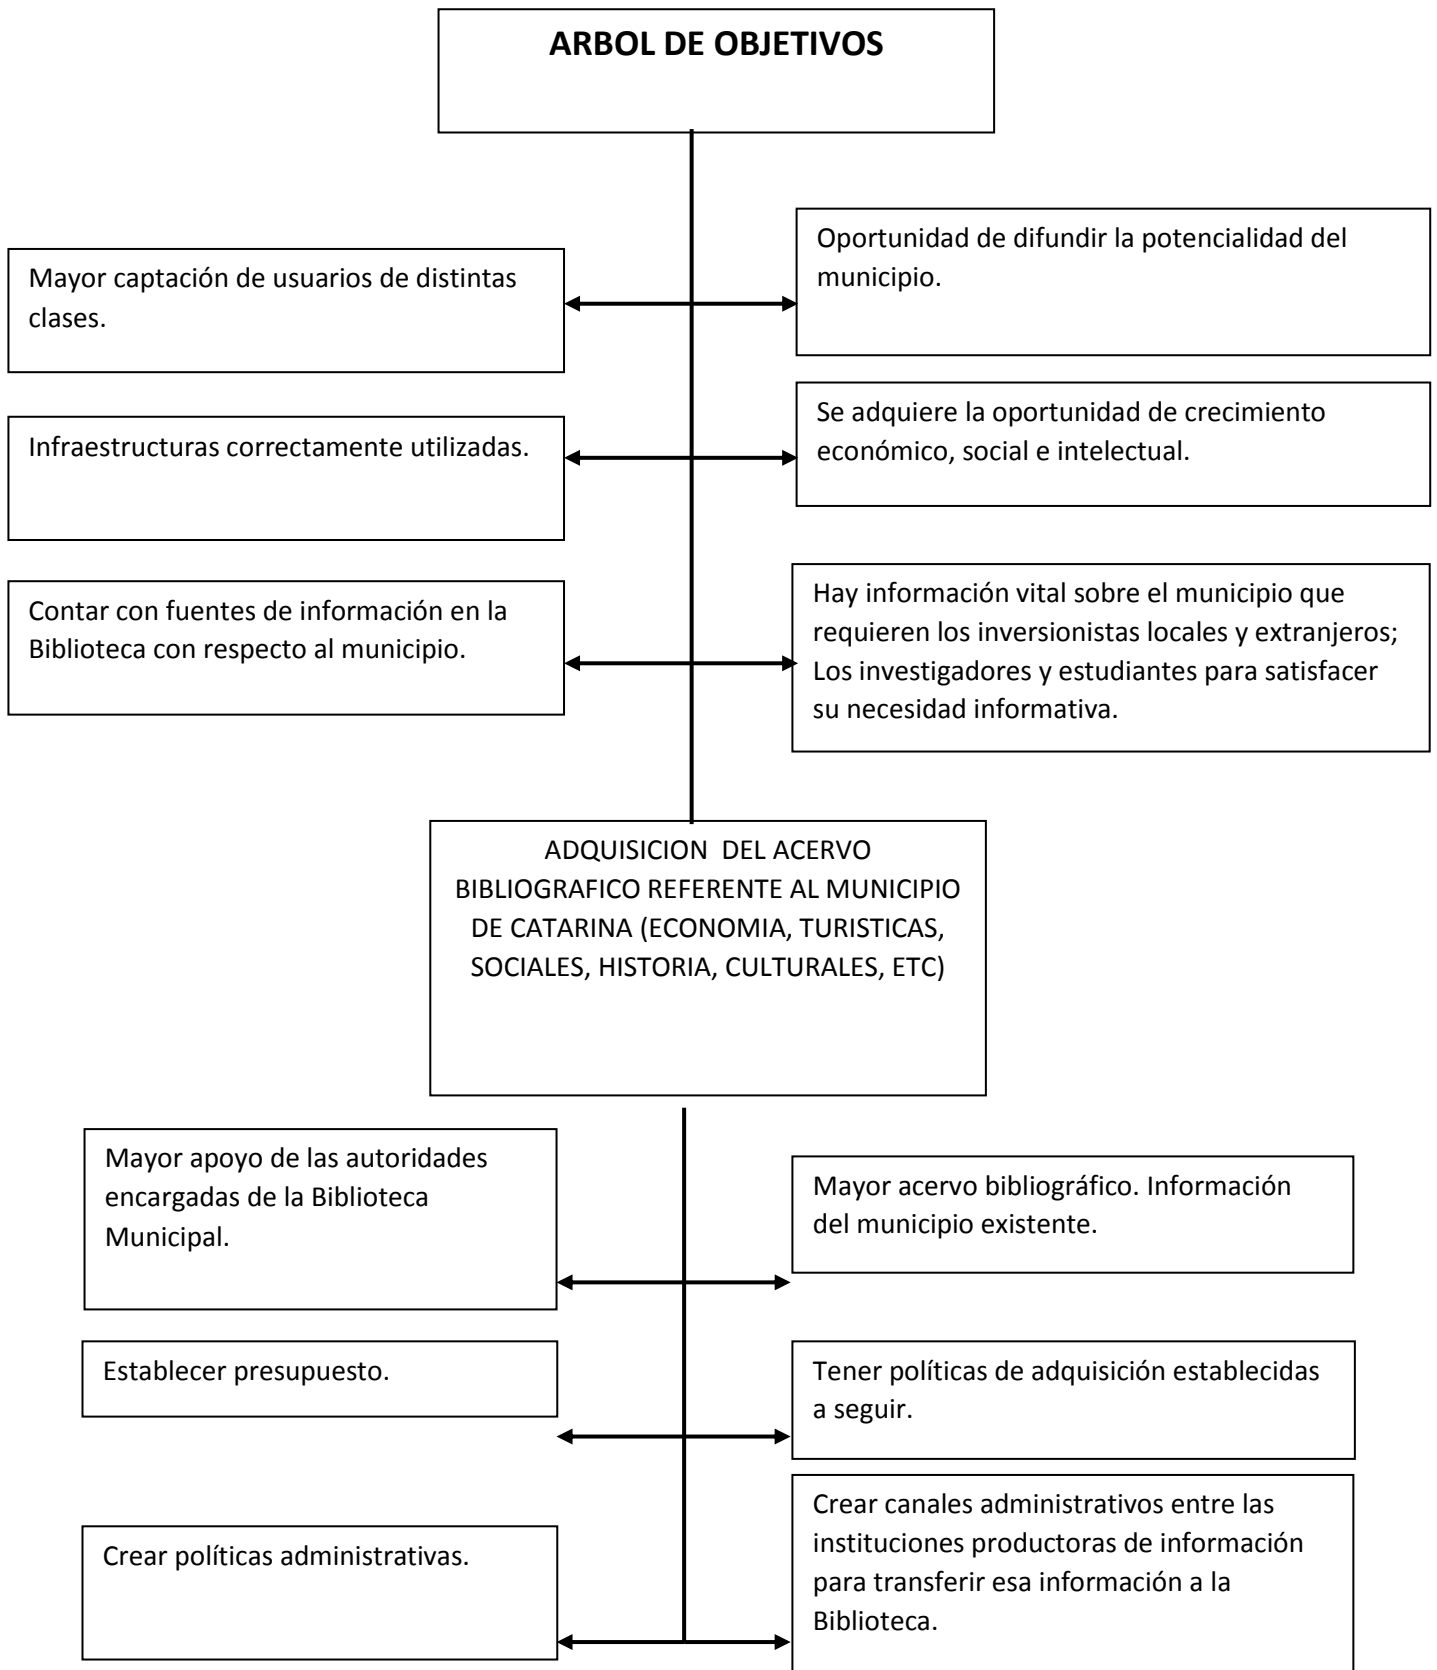 ARBOL DE OBJETIVOS
Mayor captación de usuarios de distintas
clases.
Oportunidad de difundir la potencialidad del
municipio.
Infraestructuras correctamente utilizadas.
Se adquiere la oportunidad de crecimiento
económico, social e intelectual.
Contar con fuentes de información en la
Biblioteca con respecto al municipio.
Hay información vital sobre el municipio que
requieren los inversionistas locales y extranjeros;
Los investigadores y estudiantes para satisfacer
su necesidad informativa.
ADQUISICION DEL ACERVO
BIBLIOGRAFICO REFERENTE AL MUNICIPIO
DE CATARINA (ECONOMIA, TURISTICAS,
SOCIALES, HISTORIA, CULTURALES, ETC)
Mayor apoyo de las autoridades
encargadas de la Biblioteca
Municipal.
Mayor acervo bibliográfico. Información
del municipio existente.
Establecer presupuesto.
Tener políticas de adquisición establecidas
a seguir.
Crear políticas administrativas.
Crear canales administrativos entre las
instituciones productoras de información
para transferir esa información a la
Biblioteca.